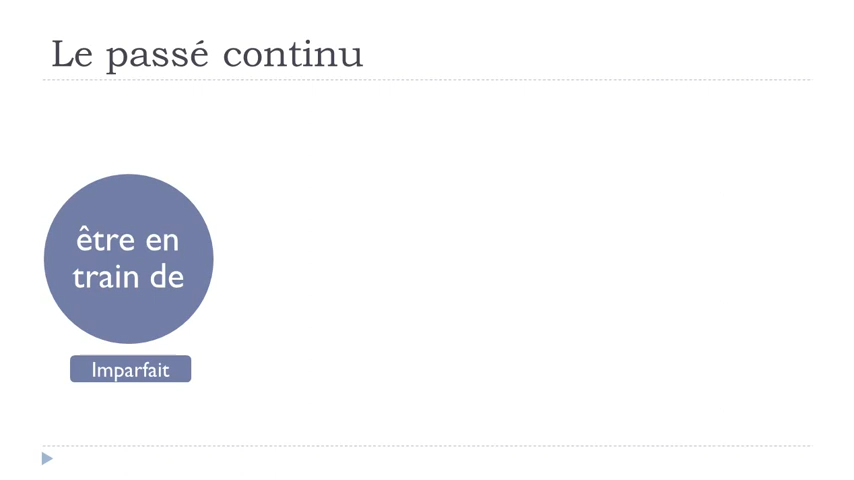 Le passé continu
être en
train de
Imparfait